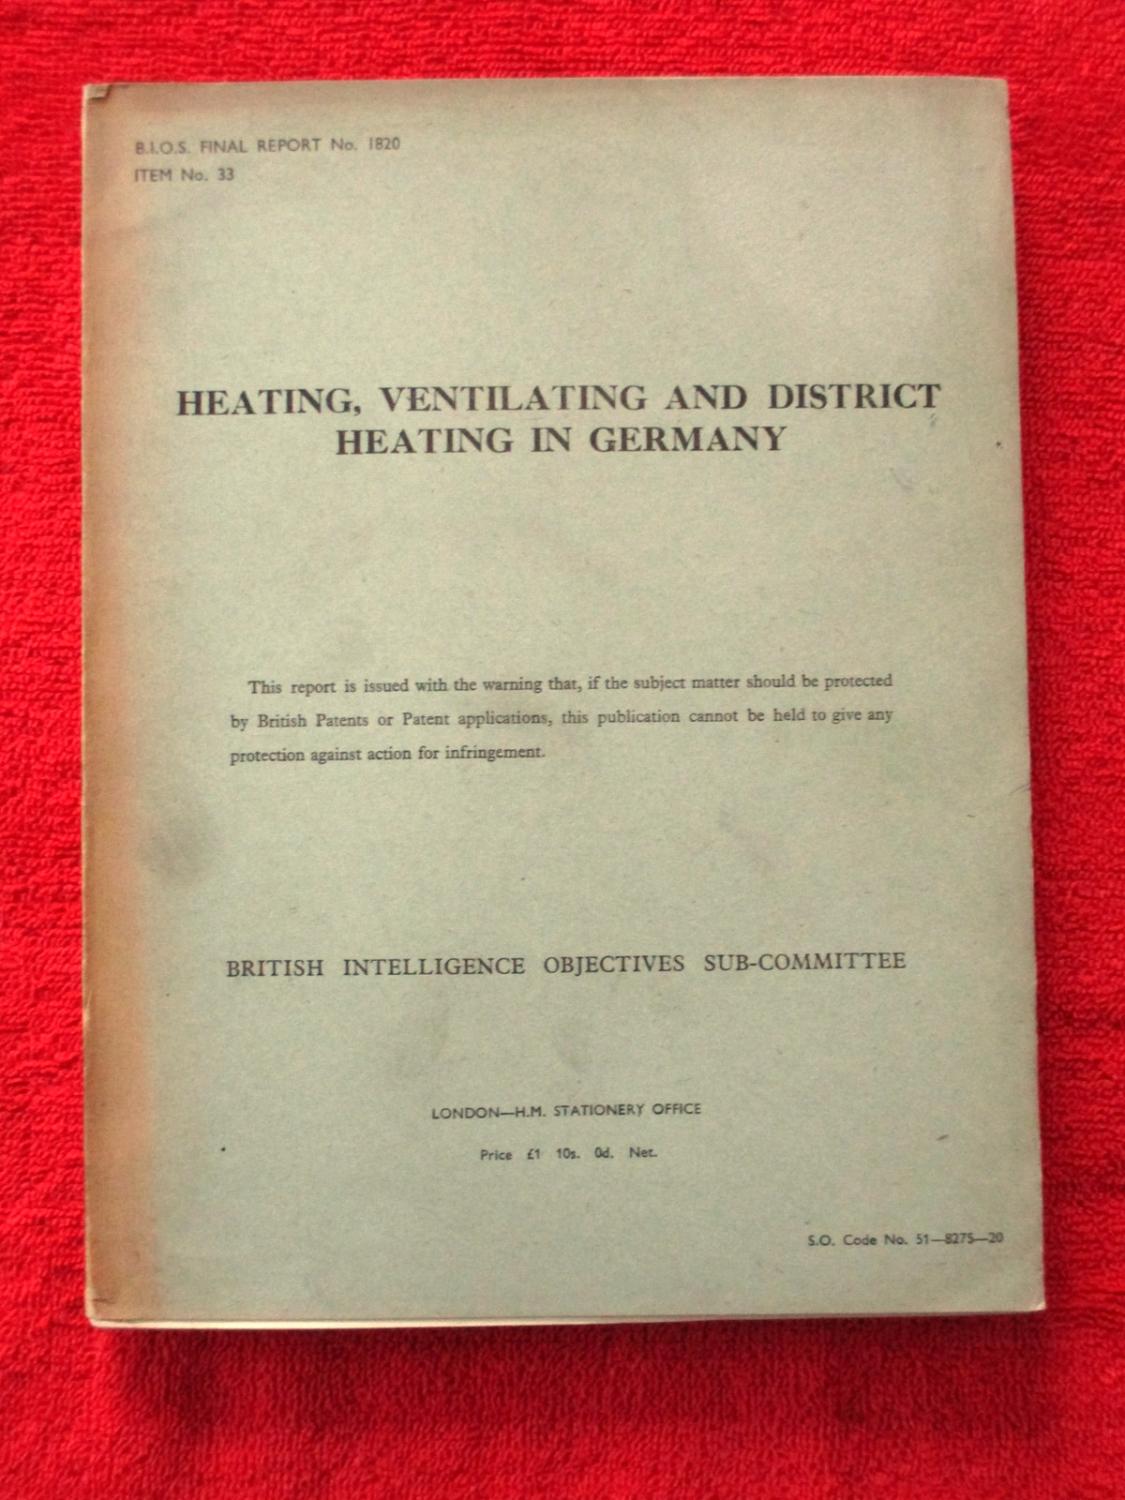 B.I.O.S. FINAL REPORT No. 1820
ITEM No. 33
HEATING, VENTILATING AND DISTRICT
HEATING IN GERMANY
This report is issued with the warning that, if the subject matter should be protected
by British Patents or Patent applications, this publication cannot be held to give any
protection against action for infringement.
BRITISH INTELLIGENCE OBJECTIVES SUB-COMMITTEE
LONDON—H.M. STATIONERY OFFICE
Price £1 10s. 0d. Net.
S.O. Code No. 51—8275—20